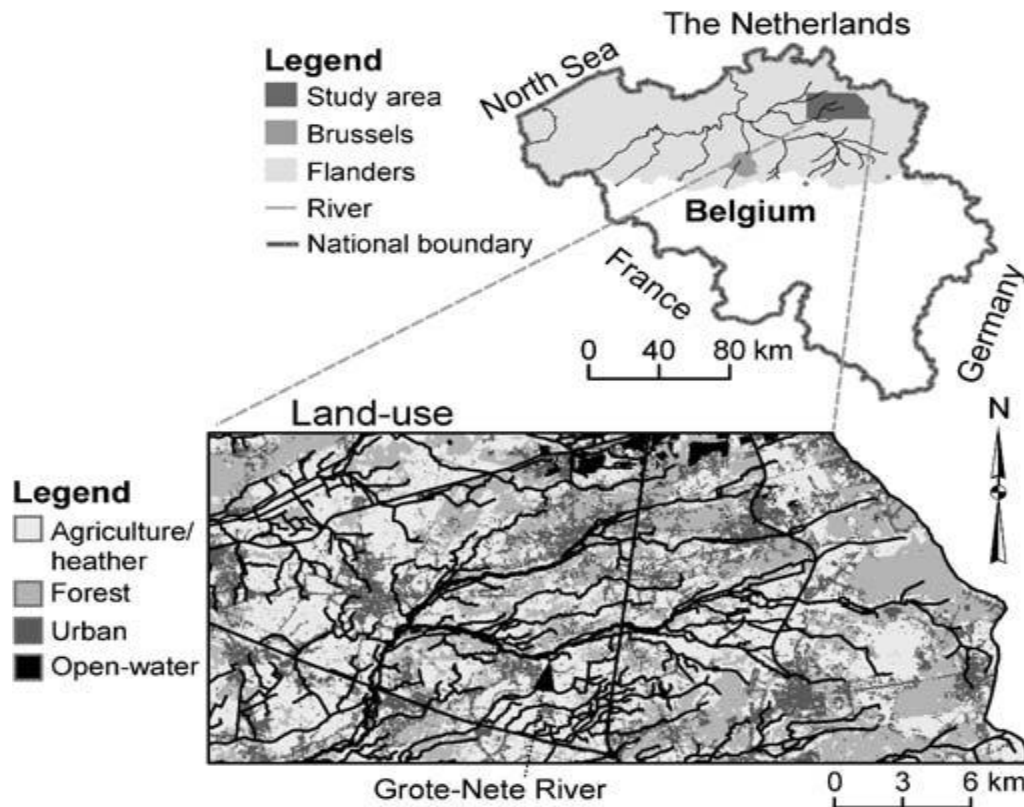 The Netherlands
Legend
Study area
Brussels
Flanders
River
National boundary
North Sea
Belgium
France
Germany
0 40 80 km
N
Land-use
Legend
Agriculture/
heather
Forest
Urban
Open-water
Grote-Nete River
0 3 6 km